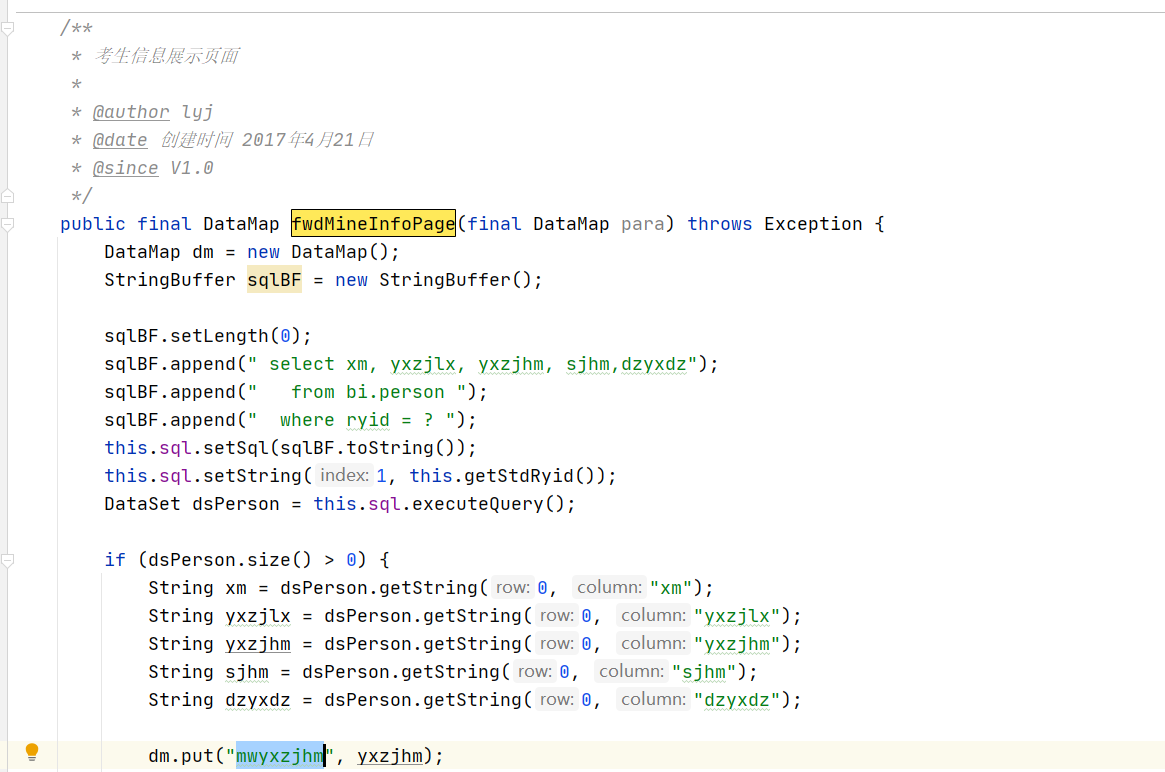 /**
* 考生信息展示页面
*
* @author lyj
* @date 创建时间 2017年4月21日
* @since V1.0
*/
public final DataMap fwdMineInfoPage(final DataMap para) throws Exception {
DataMap dm = new DataMap();
StringBuffer sqlBF = new StringBuffer();
sqlBF.setLength(0);
sqlBF.append(" select xm, yxzjlx, yxzjhm, sjhm,dzyxdz");
sqlBF.append("   from bi.person ");
sqlBF.append("  where ryid = ? ");
this.sql.setSql(sqlBF.toString());
this.sql.setString( index: 1, this.getStdRyid());
DataSet dsPerson = this.sql.executeQuery();
if (dsPerson.size() > 0) {
String xm = dsPerson.getString( row: 0,  column: "xm");
String yxzjlx = dsPerson.getString( row: 0,  column: "yxzjlx");
String yxzjhm = dsPerson.getString( row: 0,  column: "yxzjhm");
String sjhm = dsPerson.getString( row: 0,  column: "sjhm");
String dzyxdz = dsPerson.getString( row: 0,  column: "dzyxdz");
dm.put("mwyxzjhm", yxzjhm);